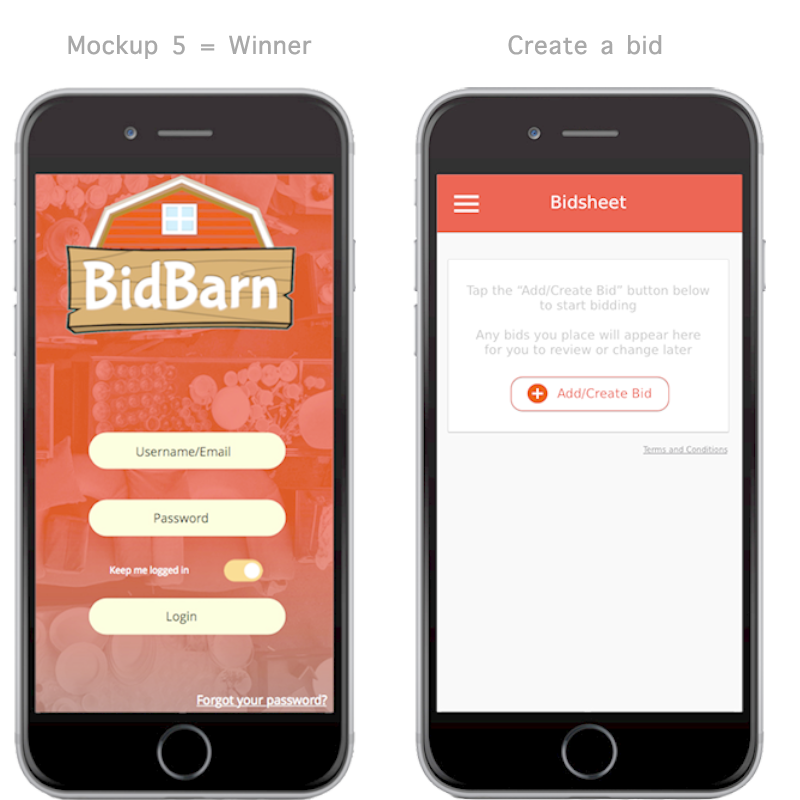 Mockup 5 = Winner
Create a bid
BidBarn
Username/Email
Password
Keep me logged in
Login
Forgot your password?
Bidsheet
Tap the “Add/Create Bid” button below
to start bidding
Any bids you place will appear here
for you to review or change later
Add/Create Bid
Terms and Conditions